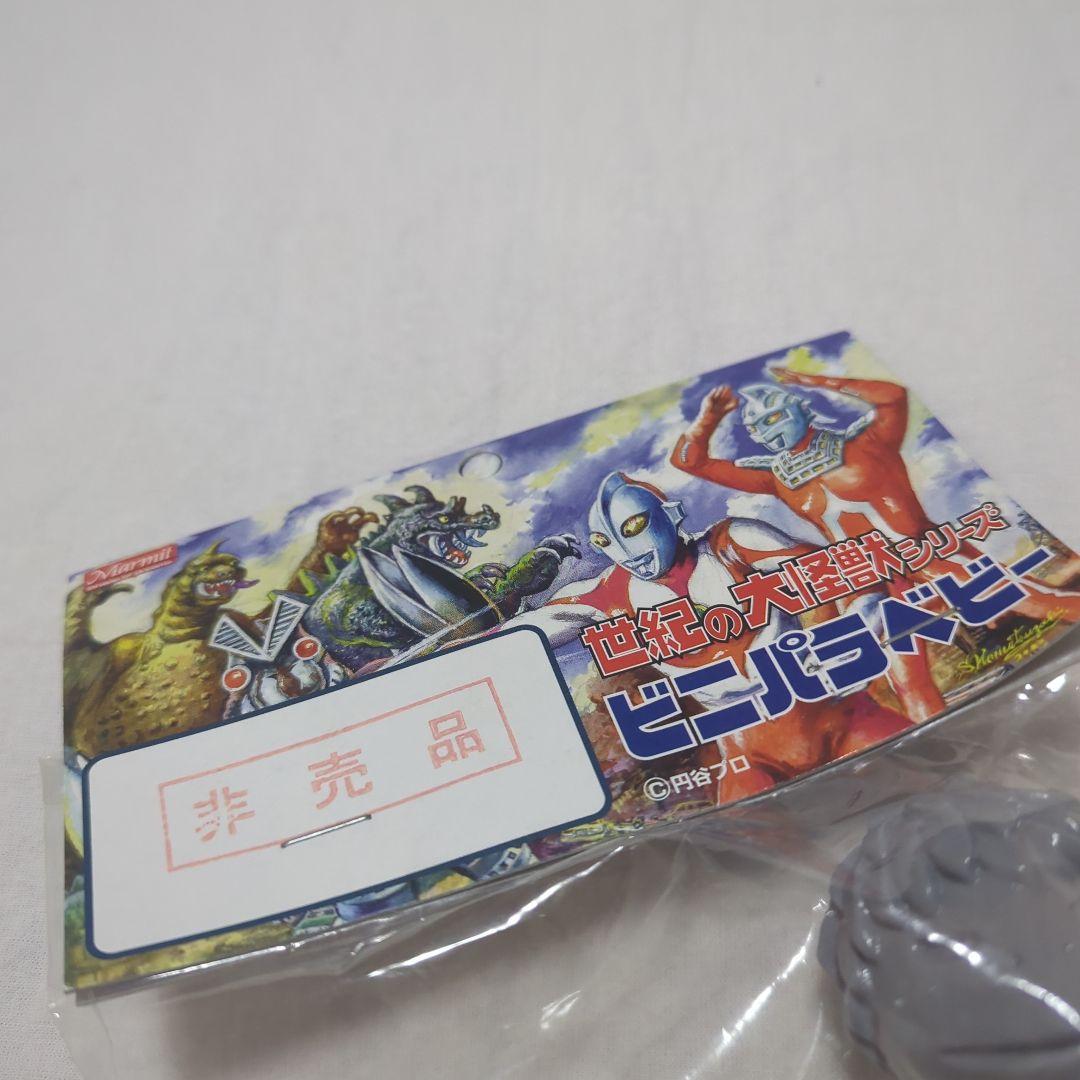 Marmit
世紀の大怪獣シリーズ
ビニパラベビー
©円谷プロ
非売品